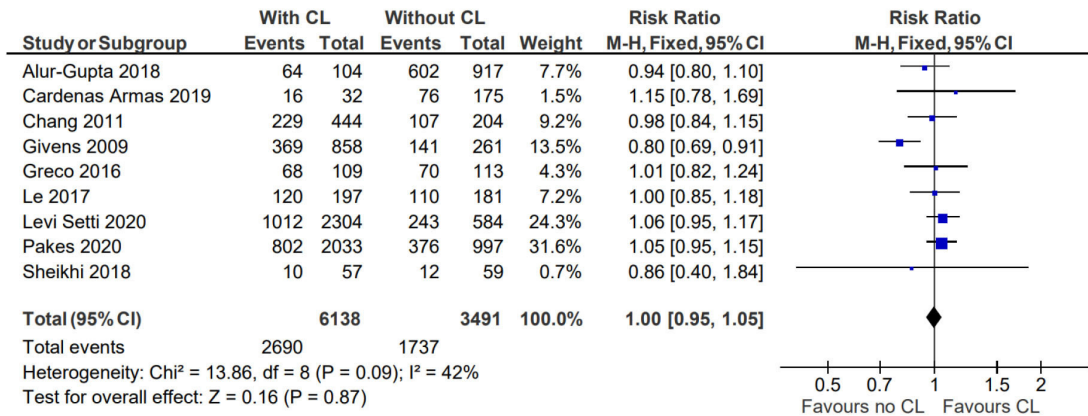 With CL Without CL Risk Ratio Risk Ratio
Study or Subgroup Events Total Events Total Weight M-H, Fixed, 95% CI M-H, Fixed, 95% CI
Alur-Gupta 2018 64 104 602 917 7.7% 0.94 [0.80, 1.10]
Cardenas Armas 2019 16 32 76 175 1.5% 1.15 [0.78, 1.69]
Chang 2011 229 444 107 204 9.2% 0.98 [0.84, 1.15]
Givens 2009 369 858 141 261 13.5% 0.80 [0.69, 0.91]
Greco 2016 68 109 70 113 4.3% 1.01 [0.82, 1.24]
Le 2017 120 197 110 181 7.2% 1.00 [0.85, 1.18]
Levi Setti 2020 1012 2304 243 584 24.3% 1.06 [0.95, 1.17]
Pakes 2020 802 2033 376 997 31.6% 1.05 [0.95, 1.15]
Sheikhi 2018 10 57 12 59 0.7% 0.86 [0.40, 1.84]
Total (95% CI) 6138 3491 100.0% 1.00 [0.95, 1.05]
Total events 2690 1737
Heterogeneity: Chi² = 13.86, df = 8 (P = 0.09); I² = 42%
Test for overall effect: Z = 0.16 (P = 0.87)
0.5 0.7 1 1.5 2
Favours no CL Favours CL